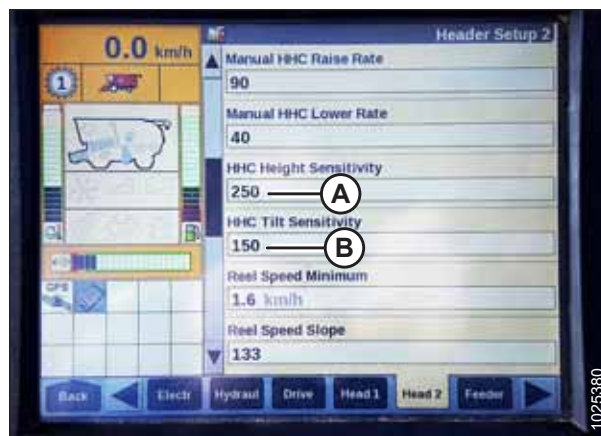 0.0 km/h
Header Setup 2
1
Manual HHC Raise Rate
90
Manual HHC Lower Rate
40
HHC Height Sensitivity
250
A
HHC Tilt Sensitivity
150
B
Reel Speed Minimum
1.6 km/h
GPS
Reel Speed Slope
133
Back
Electr
Hydraul
Drive
Head 1
Head 2
Feeder
1025380